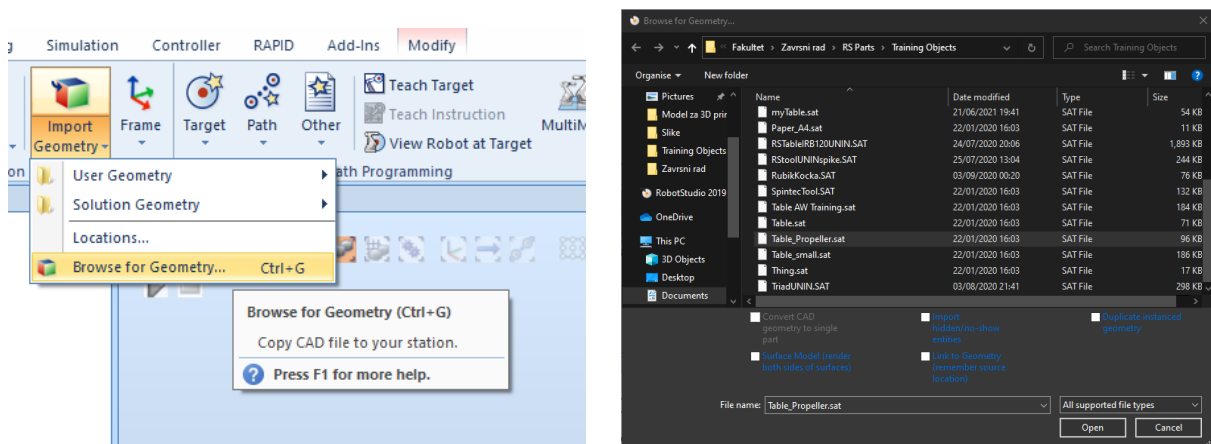 g Simulation Controller RAPID Add-Ins Modify
Import Geometry
Frame
Target
Path
Other
Teach Target
Teach Instruction
View Robot at Target
MultiM
on
ath Programming
User Geometry
Solution Geometry
Locations...
Browse for Geometry... Ctrl+G
Browse for Geometry (Ctrl+G)
Copy CAD file to your station.
Press F1 for more help.
Browse for Geometry...
« Fakultet > Zavrsni rad > RS Parts > Training Objects
Search Training Objects
Organise New folder
Pictures
Model za 3D prir
Slike
Training Objects
Zavrsni rad
RobotStudio 2019
OneDrive
This PC
3D Objects
Desktop
Documents
Name Date modified Type Size
myTable.sat 21/06/2021 19:41 SAT File 54 KB
Paper_A4.sat 22/01/2020 16:03 SAT File 11 KB
RSTableIRB120UNIN.SAT 24/07/2020 20:06 SAT File 1,893 KB
RStoolUNINspike.SAT 25/07/2020 13:04 SAT File 244 KB
RubikKocka.SAT 03/09/2020 00:20 SAT File 76 KB
SpintecTool.SAT 22/01/2020 16:03 SAT File 132 KB
Table AW Training.sat 22/01/2020 16:03 SAT File 184 KB
Table.sat 22/01/2020 16:03 SAT File 71 KB
Table_Propeller.sat 22/01/2020 16:03 SAT File 96 KB
Table_small.sat 22/01/2020 16:03 SAT File 186 KB
Thing.sat 22/01/2020 16:03 SAT File 17 KB
TriadUNIN.SAT 03/08/2020 21:41 SAT File 298 KB
Convert CAD
geometry to single
part
Import
hidden/no-show
entities
Duplicate instanced
geometry
Surface Model (render
both sides of surfaces)
Link to Geometry
(remember source
location)
File name: Table_Propeller.sat
All supported file types
Open Cancel